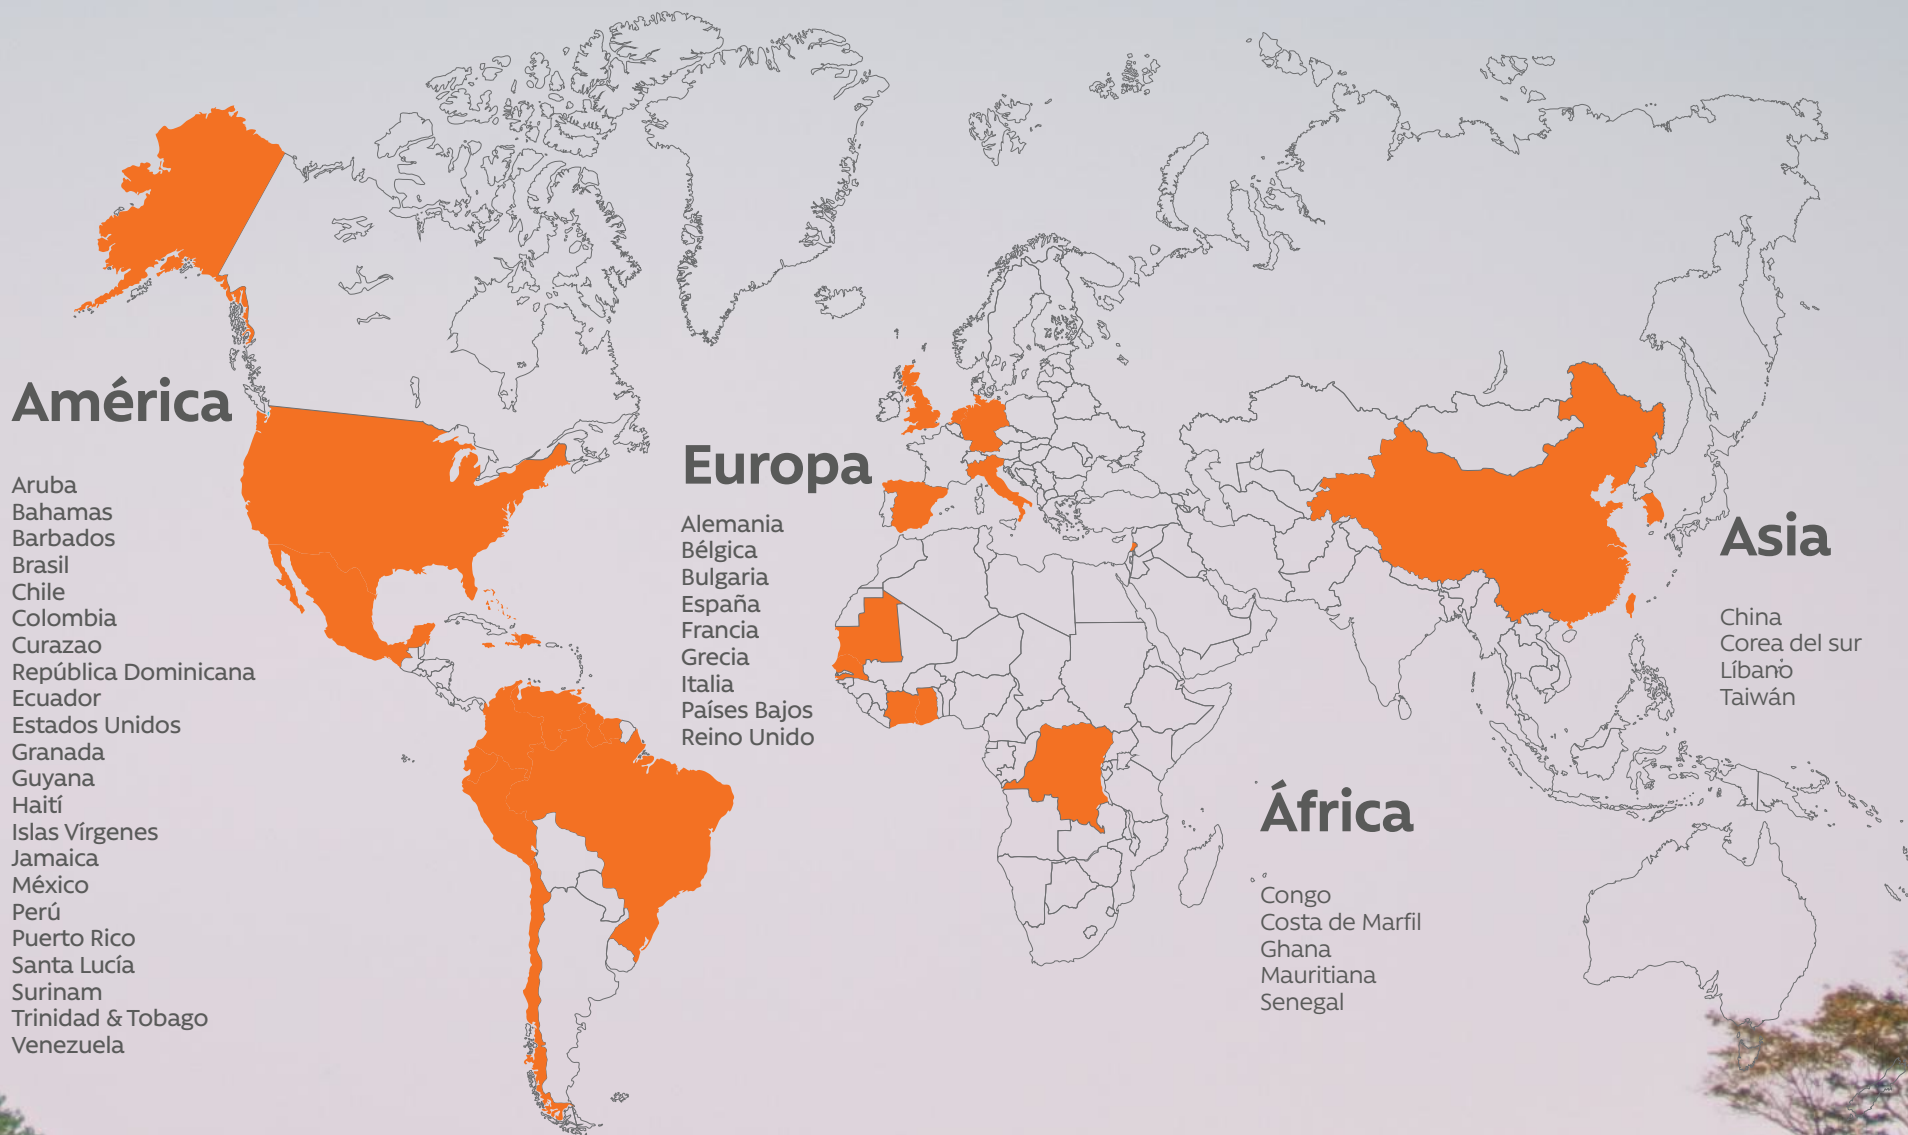 América
Aruba
Bahamas
Barbados
Brasil
Chile
Colombia
Curazao
República Dominicana
Ecuador
Estados Unidos
Granada
Guyana
Haití
Islas Vírgenes
Jamaica
México
Perú
Puerto Rico
Santa Lucía
Surinam
Trinidad & Tobago
Venezuela
Europa
Alemania
Bélgica
Bulgaria
España
Francia
Grecia
Italia
Países Bajos
Reino Unido
África
Congo
Costa de Marfil
Ghana
Mauritiana
Senegal
Asia
China
Corea del sur
Líbano
Taiwán